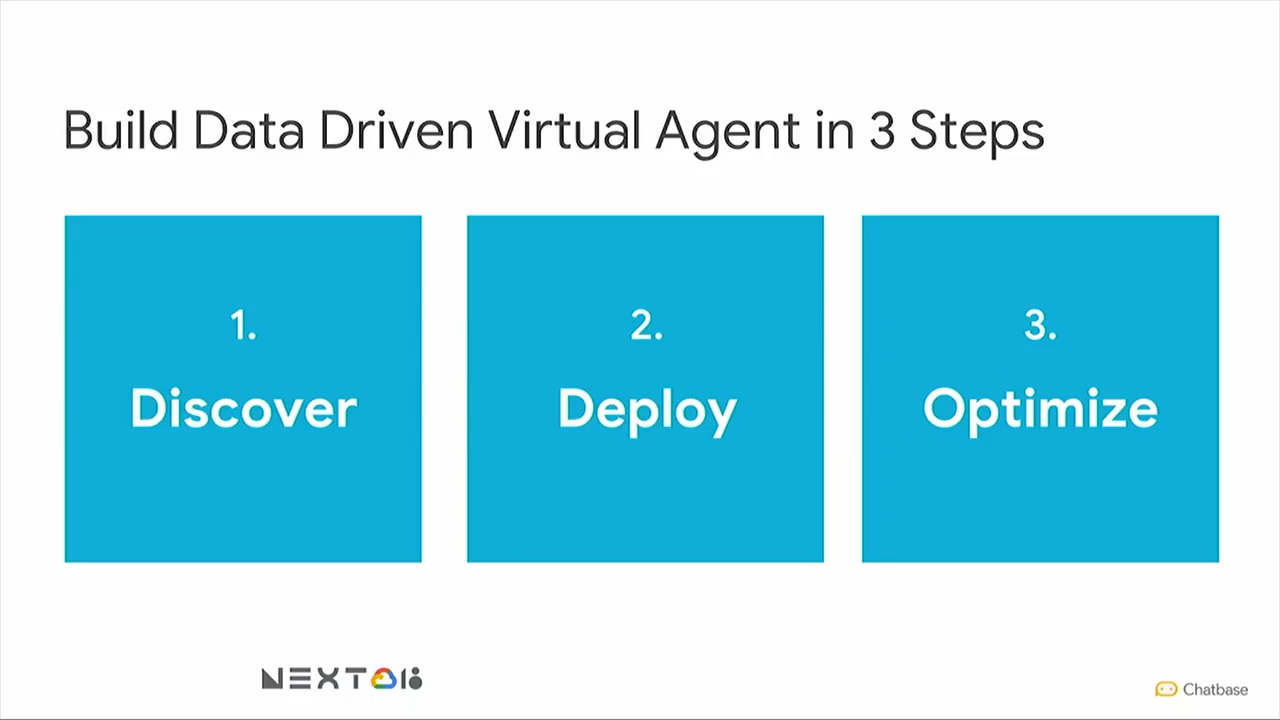 Build Data Driven Virtual Agent in 3 Steps
1.
Discover
2.
Deploy
3.
Optimize
NEXT 18
Chatbase